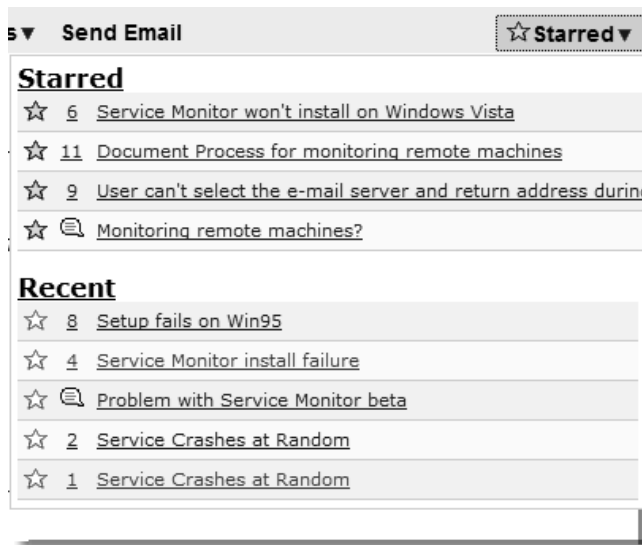 s▼ Send Email ☆Starred▼
Starred
6 Service Monitor won't install on Windows Vista
11 Document Process for monitoring remote machines
9 User can't select the e-mail server and return address durin
Monitoring remote machines?
Recent
8 Setup fails on Win95
4 Service Monitor install failure
Problem with Service Monitor beta
2 Service Crashes at Random
1 Service Crashes at Random